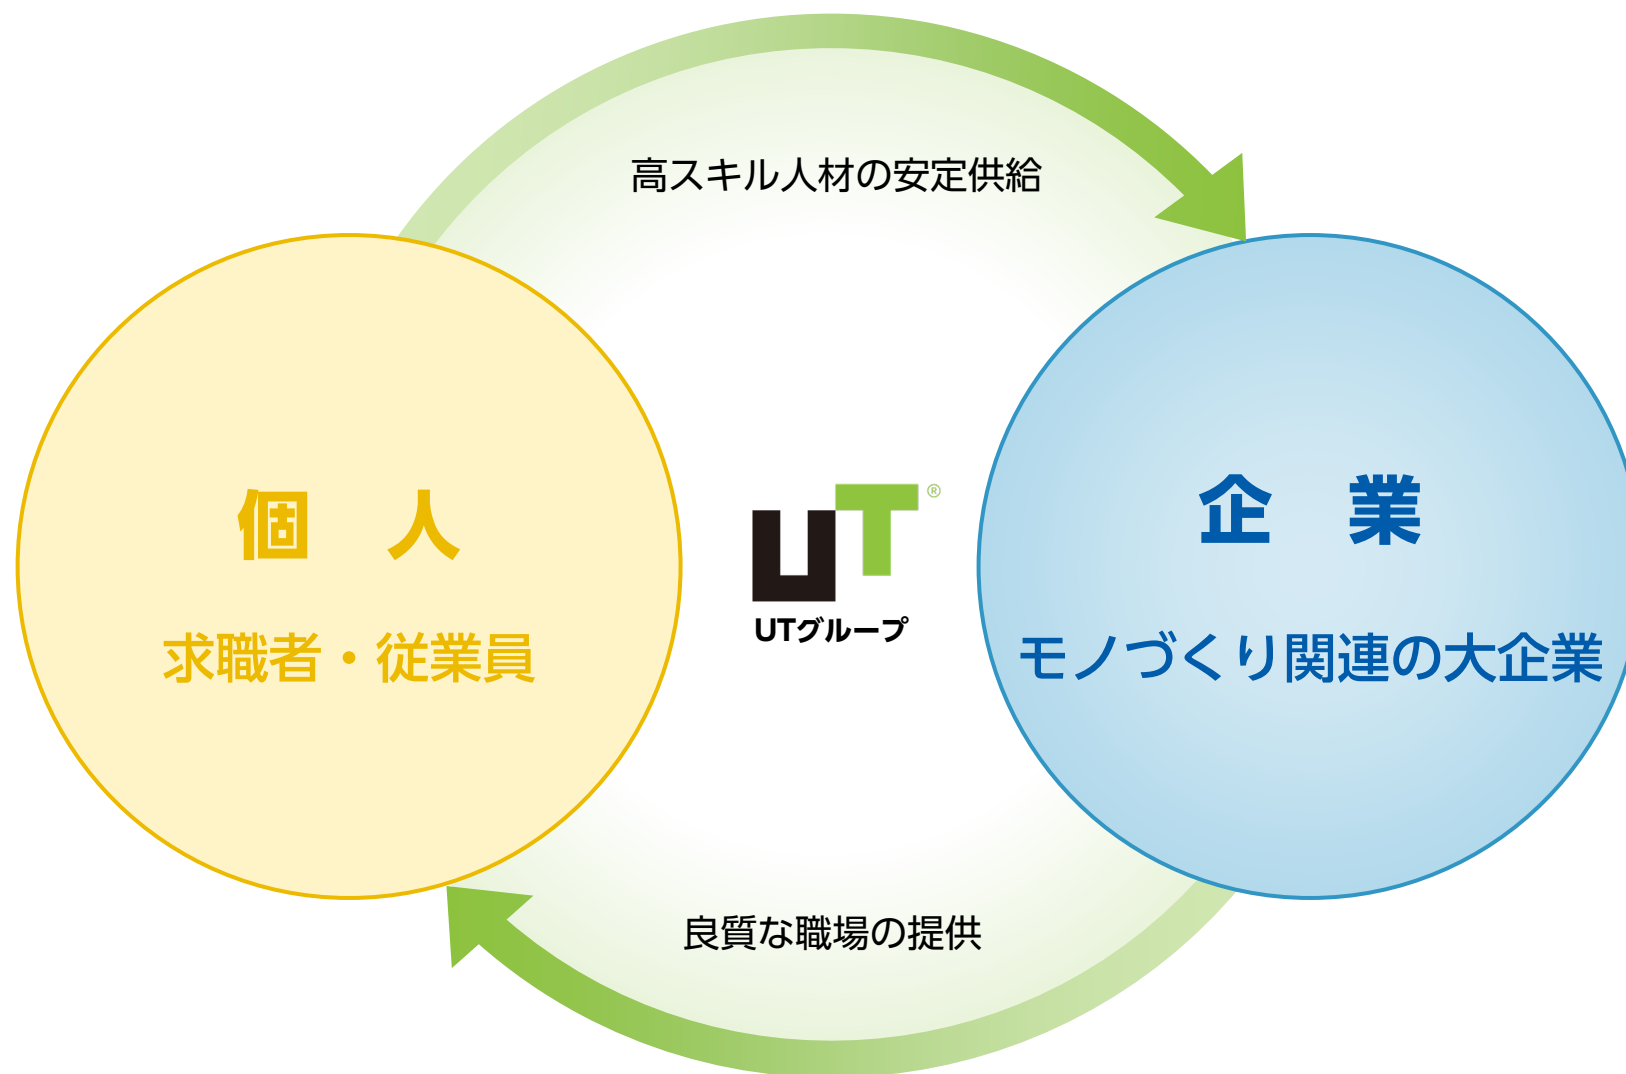 高スキル人材の安定供給
個　人
求職者・従業員
UT®
UTグループ
企　業
モノづくり関連の大企業
良質な職場の提供